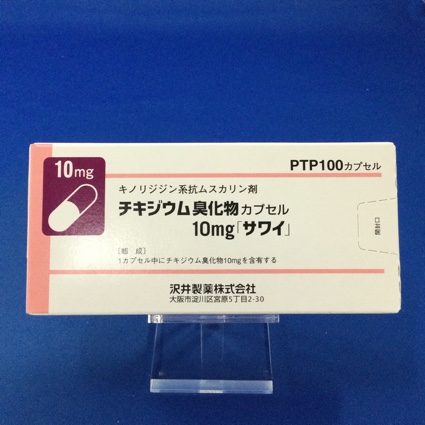 10mg
PTP100カプセル
キノリジジン系抗ムスカリン剤
チキジウム臭化物カプセル
10mg「サワイ」
〔組 成〕
1カプセル中にチキジウム臭化物10mgを含有する
沢井製薬株式会社
大阪市淀川区宮原5丁目2-30
開封口